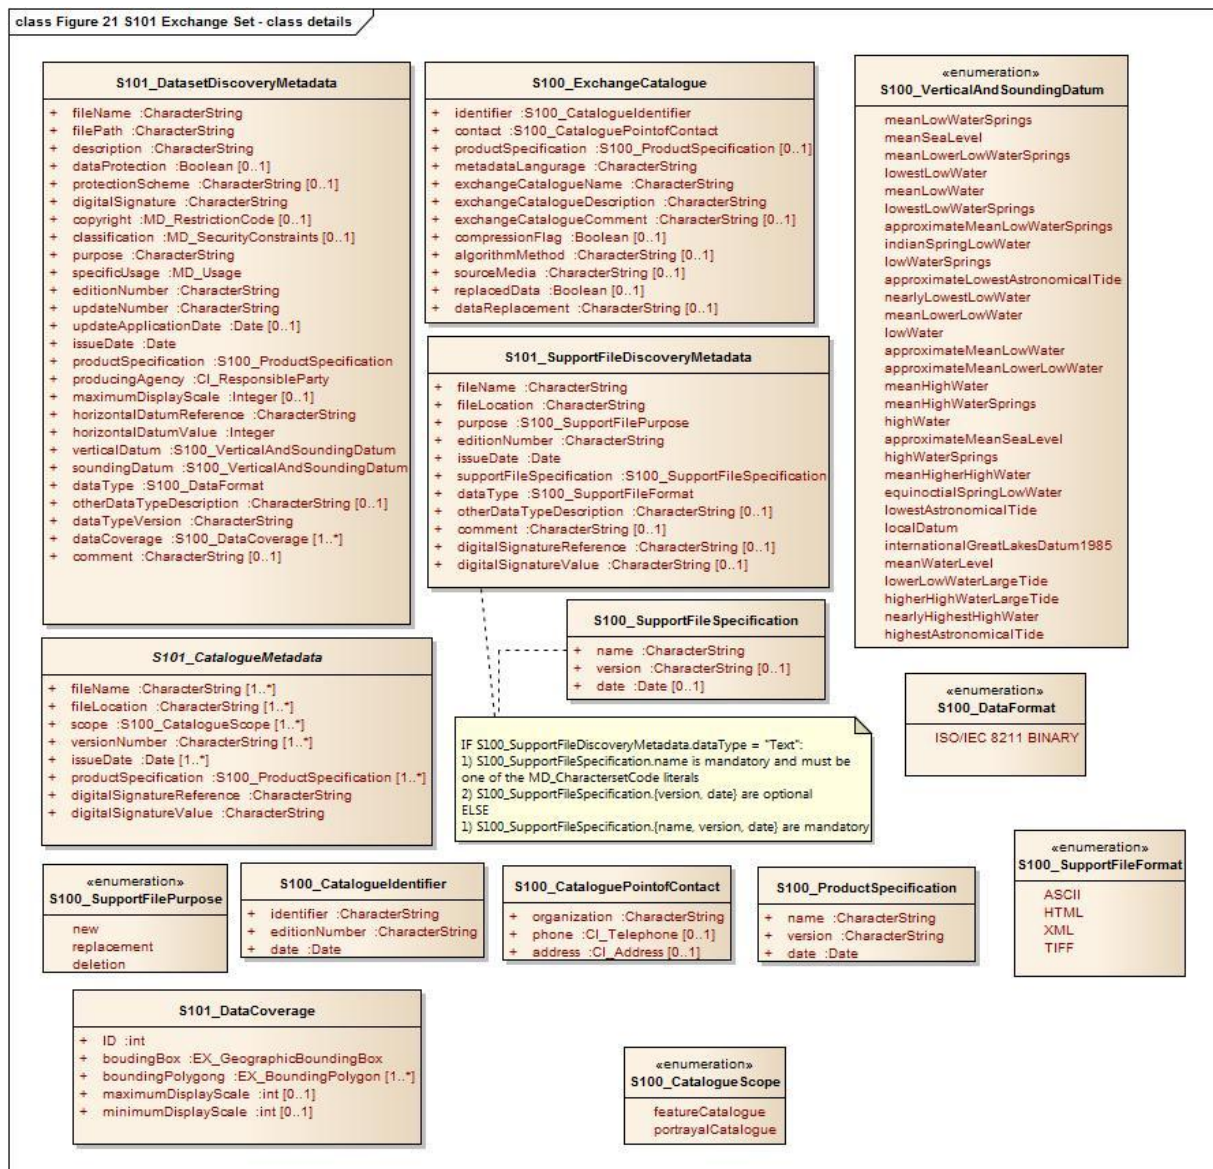 class Figure 21 S101 Exchange Set - class details
S101_DatasetDiscoveryMetadata
+ fileName :CharacterString
+ filePath :CharacterString
+ description :CharacterString
+ dataProtection :Boolean [0..1]
+ protectionScheme :CharacterString [0..1]
+ digitalSignature :CharacterString
+ copyright :MD_RestrictionCode [0..1]
+ classification :MD_SecurityConstraints [0..1]
+ purpose :CharacterString
+ specificUsage :MD_Usage
+ editionNumber :CharacterString
+ updateNumber :CharacterString
+ updateApplicationDate :Date [0..1]
+ issueDate :Date
+ productSpecification :S100_ProductSpecification
+ producingAgency :CI_ResponsibleParty
+ maximumDisplayScale :Integer [0..1]
+ horizontalDatumReference :CharacterString
+ horizontalDatumValue :Integer
+ verticalDatum :S100_VerticalAndSoundingDatum
+ soundingDatum :S100_VerticalAndSoundingDatum
+ dataType :S100_DataFormat
+ otherDataTypeDescription :CharacterString [0..1]
+ dataTypeVersion :CharacterString
+ dataCoverage :S100_DataCoverage [1..*]
+ comment :CharacterString [0..1]
S100_ExchangeCatalogue
+ identifier :S100_CatalogueIdentifier
+ contact :S100_CataloguePointofContact
+ productSpecification :S100_ProductSpecification [0..1]
+ metadataLangurage :CharacterString
+ exchangeCatalogueName :CharacterString
+ exchangeCatalogueDescription :CharacterString
+ exchangeCatalogueComment :CharacterString [0..1]
+ compressionFlag :Boolean [0..1]
+ algorithmMethod :CharacterString [0..1]
+ sourceMedia :CharacterString [0..1]
+ replacedData :Boolean [0..1]
+ dataReplacement :CharacterString [0..1]
S101_SupportFileDiscoveryMetadata
+ fileName :CharacterString
+ fileLocation :CharacterString
+ purpose :S100_SupportFilePurpose
+ editionNumber :CharacterString
+ issueDate :Date
+ supportFileSpecification :S100_SupportFileSpecification
+ dataType :S100_SupportFileFormat
+ otherDataTypeDescription :CharacterString [0..1]
+ comment :CharacterString [0..1]
+ digitalSignatureReference :CharacterString [0..1]
+ digitalSignatureValue :CharacterString [0..1]
«enumeration»
S100_VerticalAndSoundingDatum
meanLowWaterSprings
meanSeaLevel
meanLowerLowWaterSprings
lowestLowWater
meanLowWater
lowestLowWaterSprings
approximateMeanLowWaterSprings
indianSpringLowWater
lowWaterSprings
approximateLowestAstronomicalTide
nearlyLowestLowWater
meanLowerLowWater
lowWater
approximateMeanLowWater
approximateMeanLowerLowWater
meanHighWater
meanHighWaterSprings
highWater
approximateMeanSeaLevel
highWaterSprings
meanHigherHighWater
equinoctialSpringLowWater
lowestAstronomicalTide
localDatum
internationalGreatLakesDatum1985
meanWaterLevel
lowerLowWaterLargeTide
higherHighWaterLargeTide
nearlyHighestHighWater
highestAstronomicalTide
S100_SupportFileSpecification
+ name :CharacterString
+ version :CharacterString [0..1]
+ date :Date [0..1]
S101_CatalogueMetadata
+ fileName :CharacterString [1..*]
+ fileLocation :CharacterString [1..*]
+ scope :S100_CatalogueScope [1..*]
+ versionNumber :CharacterString [1..*]
+ issueDate :Date [1..*]
+ productSpecification :S100_ProductSpecification [1..*]
+ digitalSignatureReference :CharacterString
+ digitalSignatureValue :CharacterString
IF S100_SupportFileDiscoveryMetadata.dataType = "Text":
1) S100_SupportFileSpecification.name is mandatory and must be
one of the MD_CharactersetCode literals
2) S100_SupportFileSpecification.{version, date} are optional
ELSE
1) S100_SupportFileSpecification.{name, version, date} are mandatory
«enumeration»
S100_DataFormat
ISO/IEC 8211 BINARY
«enumeration»
S100_SupportFileFormat
ASCII
HTML
XML
TIFF
«enumeration»
S100_SupportFilePurpose
new
replacement
deletion
S100_CatalogueIdentifier
+ identifier :CharacterString
+ editionNumber :CharacterString
+ date :Date
S100_CataloguePointofContact
+ organization :CharacterString
+ phone :CI_Telephone [0..1]
+ address :CI_Address [0..1]
S100_ProductSpecification
+ name :CharacterString
+ version :CharacterString
+ date :Date
S101_DataCoverage
+ ID :int
+ boudingBox :EX_GeographicBoundingBox
+ boundingPolygong :EX_BoundingPolygon [1..*]
+ maximumDisplayScale :int [0..1]
+ minimumDisplayScale :int [0..1]
«enumeration»
S100_CatalogueScope
featureCatalogue
portrayalCatalogue